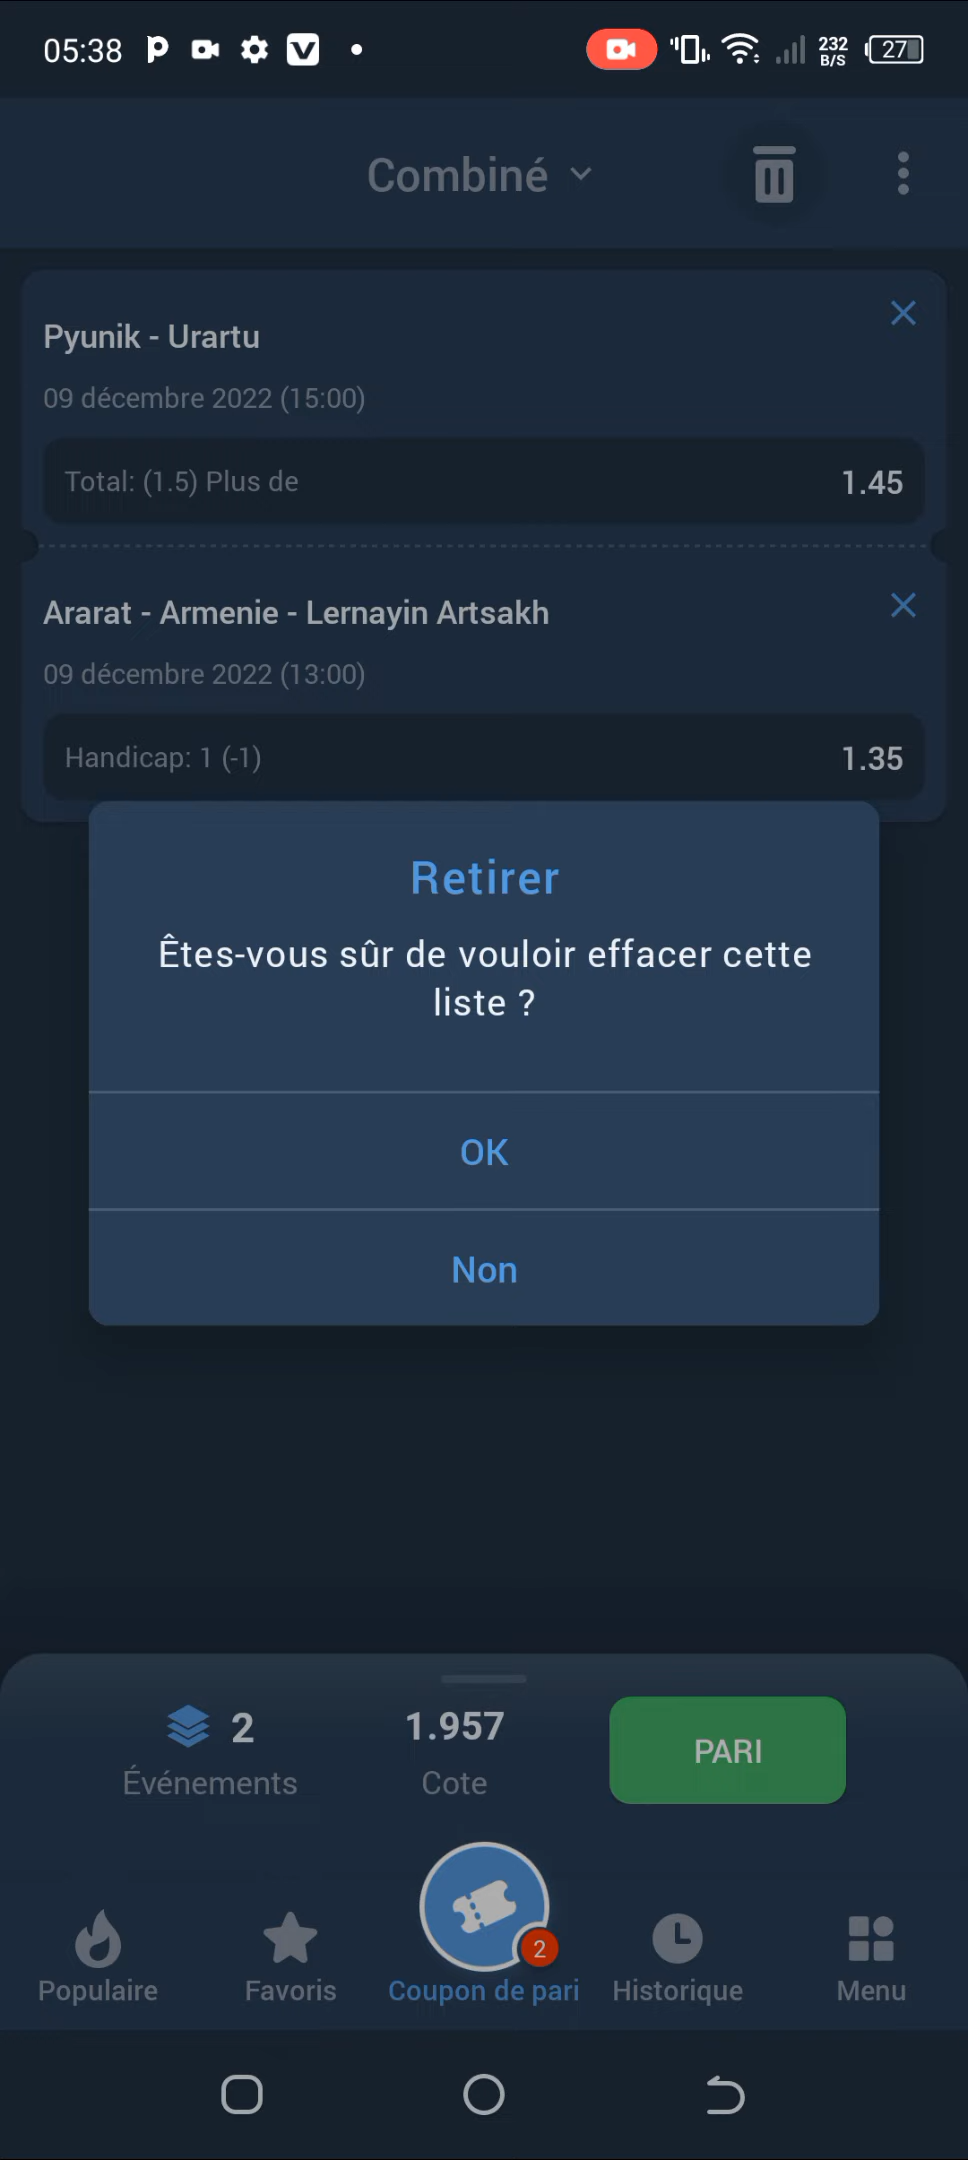 05:38
232
B/S
27
Combiné
Pyunik - Urartu
09 décembre 2022 (15:00)
Total: (1.5) Plus de 1.45
Ararat - Armenie - Lernayin Artsakh
09 décembre 2022 (13:00)
Handicap: 1 (-1) 1.35
Retirer
Êtes-vous sûr de vouloir effacer cette
liste ?
OK
Non
2 1.957 PARI
Événements Cote
2
Populaire Favoris Coupon de pari Historique Menu